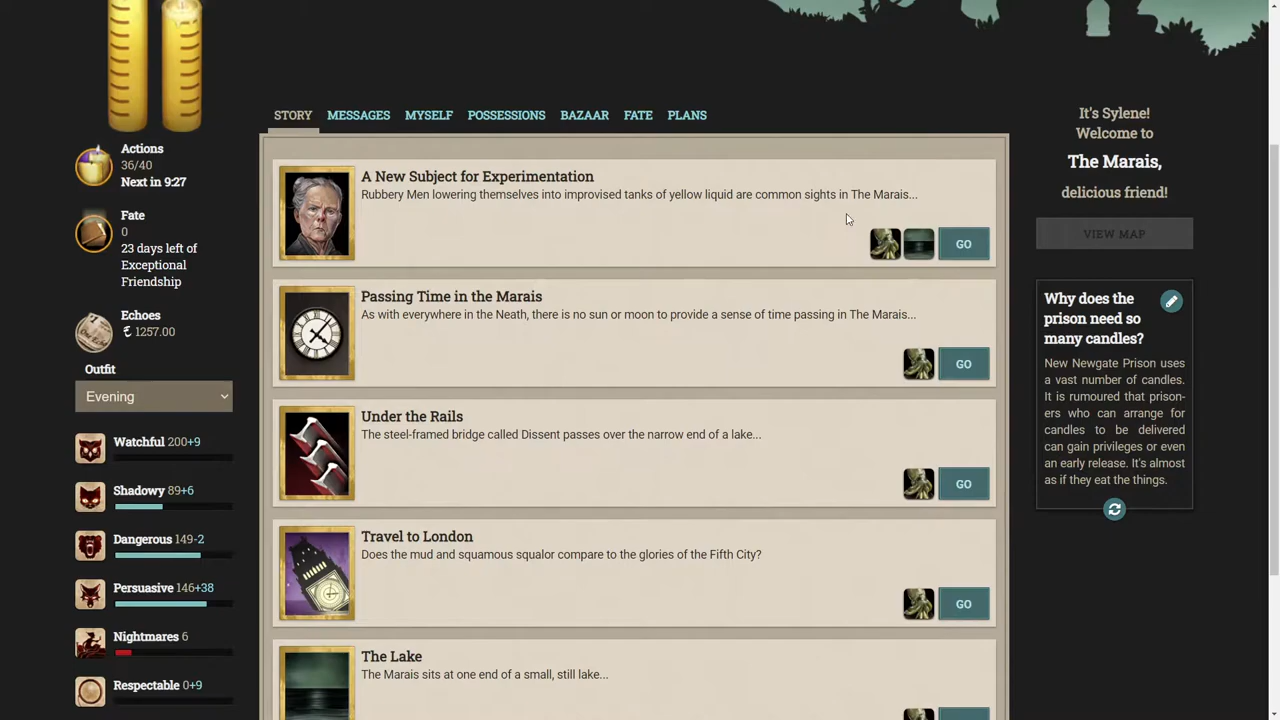 STORY MESSAGES MYSELF POSSESSIONS BAZAAR FATE PLANS
Actions
36/40
Next in 9:27
Fate
0
23 days left of
Exceptional
Friendship
Echoes
1257.00
Outfit
Evening
Watchful 200+9
Shadowy 89+6
Dangerous 149-2
Persuasive 146+38
Nightmares 6
Respectable 0+9
A New Subject for Experimentation
Rubbery Men lowering themselves into improvised tanks of yellow liquid are common sights in The Marais...
GO
Passing Time in the Marais
As with everywhere in the Neath, there is no sun or moon to provide a sense of time passing in The Marais...
GO
Under the Rails
The steel-framed bridge called Dissent passes over the narrow end of a lake...
GO
Travel to London
Does the mud and squamous squalor compare to the glories of the Fifth City?
GO
The Lake
The Marais sits at one end of a small, still lake...
It's Sylene!
Welcome to
The Marais,
delicious friend!
VIEW MAP
Why does the
prison need so
many candles?
New Newgate Prison uses
a vast number of candles.
It is rumoured that prison-
ers who can arrange for
candles to be delivered
can gain privileges or even
an early release. It's almost
as if they eat the things.